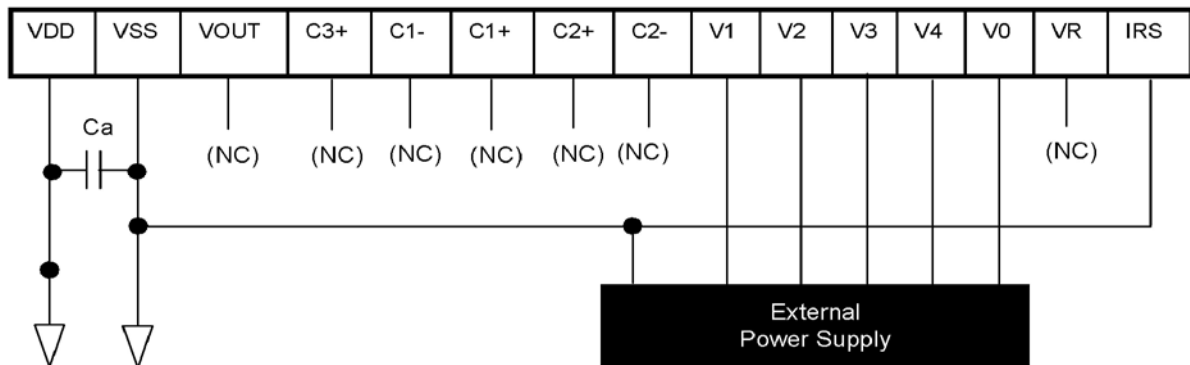 VDD VSS VOUT C3+ C1- C1+ C2+ C2- V1 V2 V3 V4 V0 VR IRS
Ca
(NC) (NC) (NC) (NC) (NC) (NC) (NC)
External
Power Supply